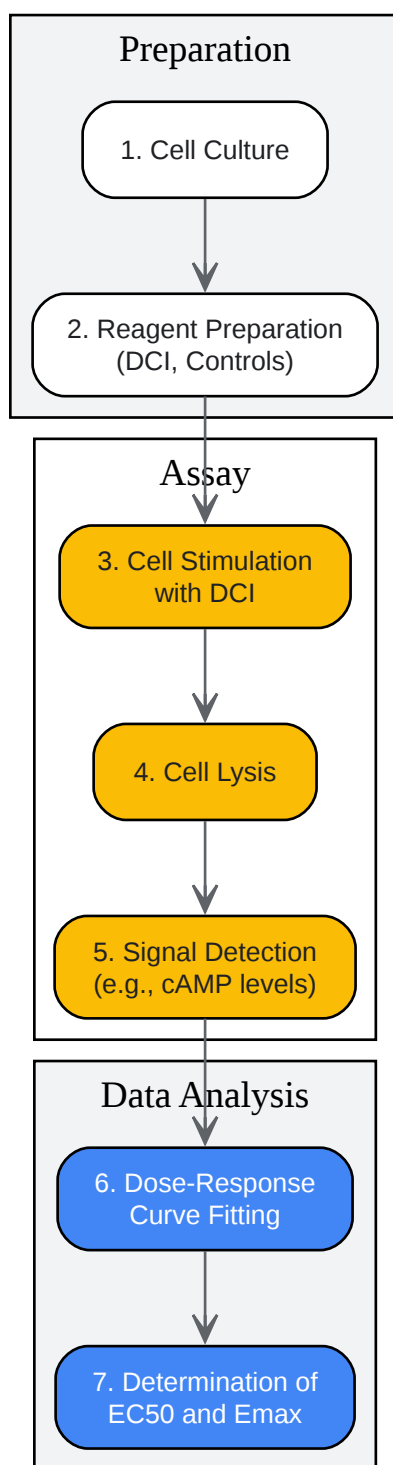 Preparation
1. Cell Culture
2. Reagent Preparation
(DCI, Controls)
Assay
3. Cell Stimulation
with DCI
4. Cell Lysis
5. Signal Detection
(e.g., cAMP levels)
Data Analysis
6. Dose-Response
Curve Fitting
7. Determination of
EC50 and Emax